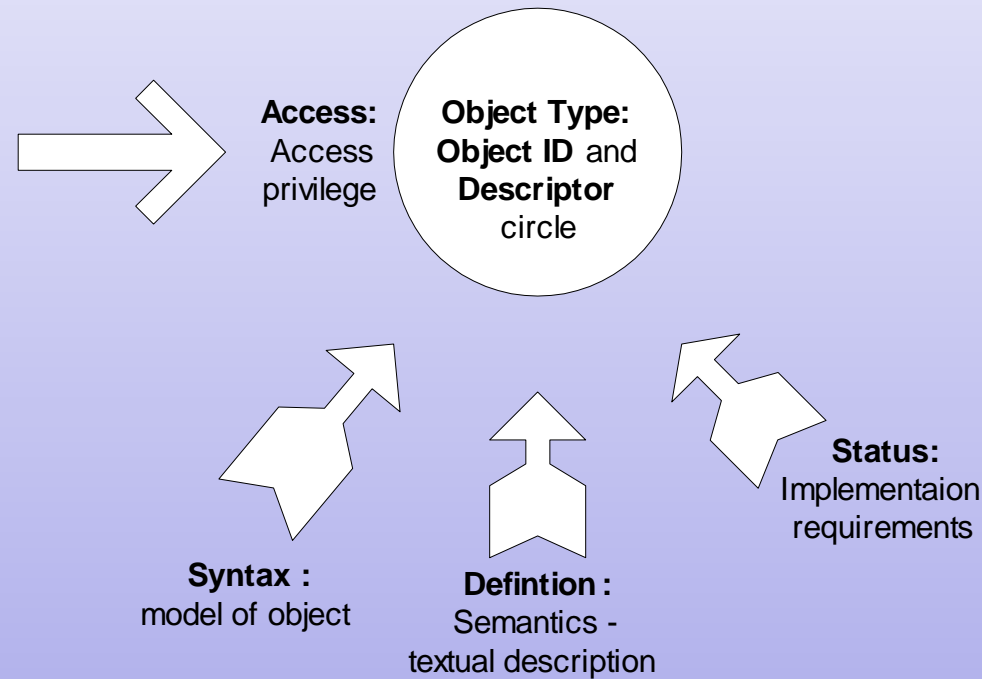 Access:
Access
privilege
Object Type:
Object ID and
Descriptor
circle
Status:
Implementaion
requirements
Syntax :
model of object
Defintion :
Semantics -
textual description